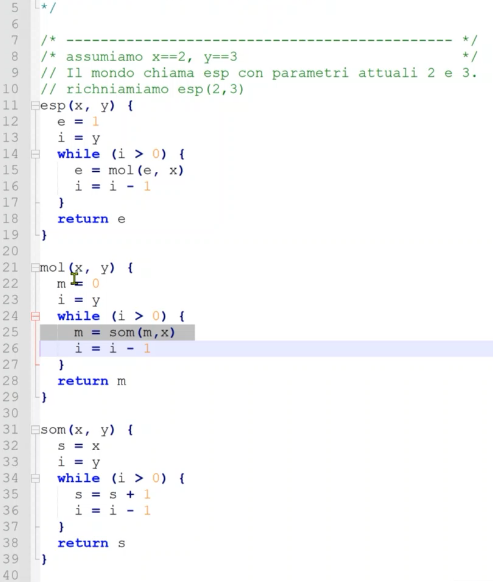 5 */
6
7 /* --------------------------------------------- */
8 /* assumiamo x==2, y==3 */
9 // Il mondo chiama esp con parametri attuali 2 e 3.
10 // richniamiamo esp(2,3)
11 esp(x, y) {
12 e = 1
13 i = y
14 while (i > 0) {
15 e = mol(e, x)
16 i = i - 1
17 }
18 return e
19 }
20
21 mol(x, y) {
22 m = 0
23 i = y
24 while (i > 0) {
25 m = som(m,x)
26 i = i - 1
27 }
28 return m
29 }
30
31 som(x, y) {
32 s = x
33 i = y
34 while (i > 0) {
35 s = s + 1
36 i = i - 1
37 }
38 return s
39 }
40